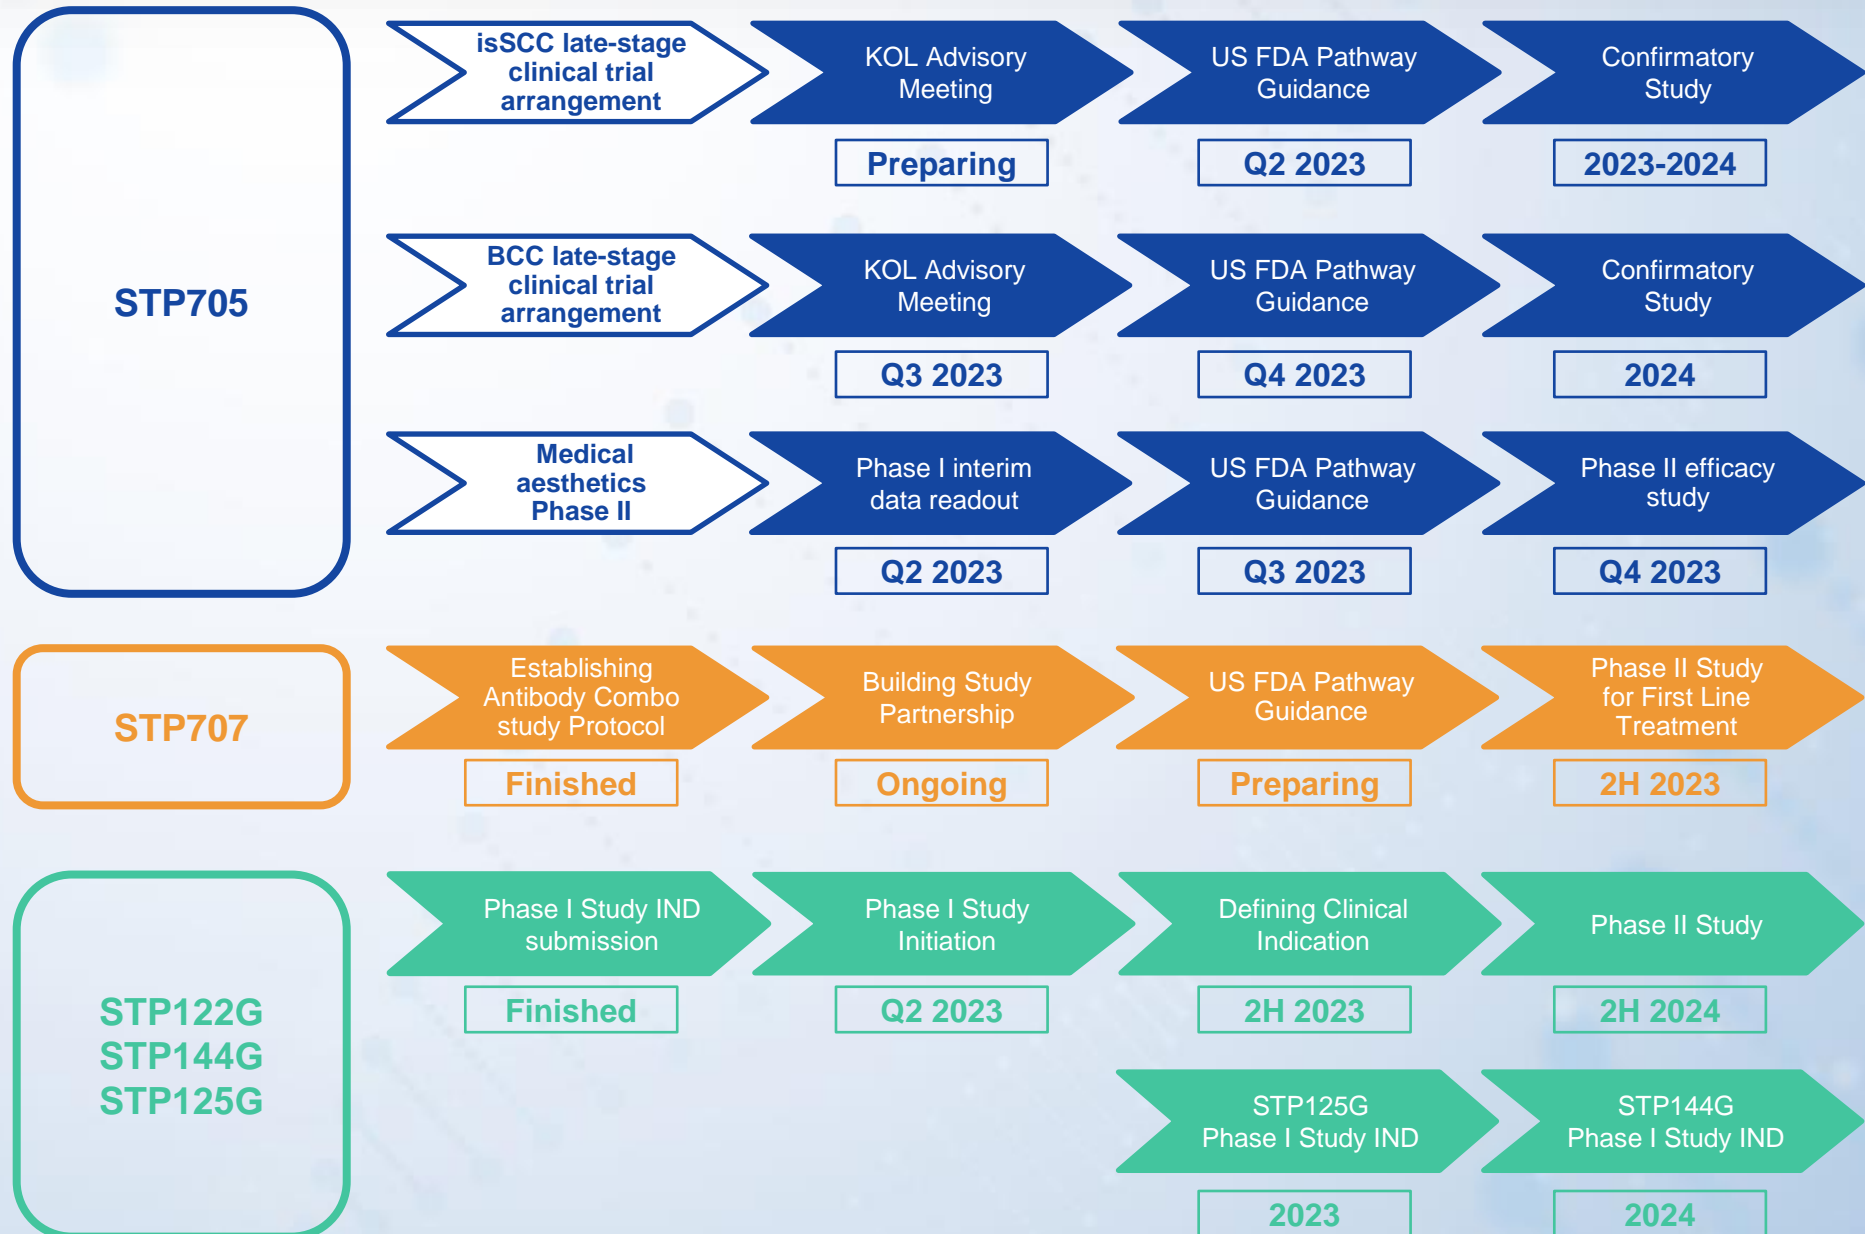 STP705
isSCC late-stage
clinical trial
arrangement
KOL Advisory
Meeting
US FDA Pathway
Guidance
Confirmatory
Study
Preparing
Q2 2023
2023-2024
BCC late-stage
clinical trial
arrangement
KOL Advisory
Meeting
US FDA Pathway
Guidance
Confirmatory
Study
Q3 2023
Q4 2023
2024
Medical
aesthetics
Phase II
Phase I interim
data readout
US FDA Pathway
Guidance
Phase II efficacy
study
Q2 2023
Q3 2023
Q4 2023
STP707
Establishing
Antibody Combo
study Protocol
Building Study
Partnership
US FDA Pathway
Guidance
Phase II Study
for First Line
Treatment
Finished
Ongoing
Preparing
2H 2023
STP122G
STP144G
STP125G
Phase I Study IND
submission
Phase I Study
Initiation
Defining Clinical
Indication
Phase II Study
Finished
Q2 2023
2H 2023
2H 2024
STP125G
Phase I Study IND
STP144G
Phase I Study IND
2023
2024